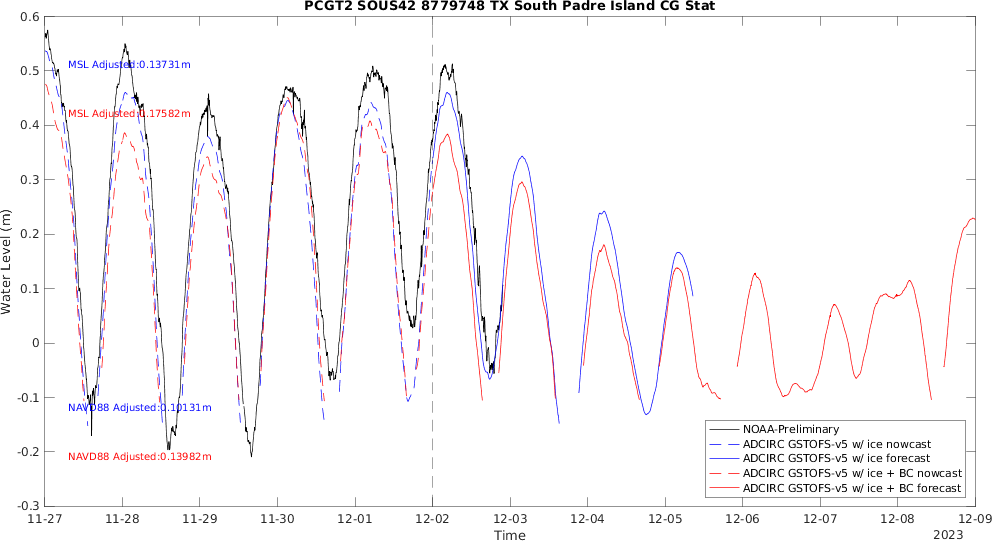 PCGT2 SOUS42 8779748 TX South Padre Island CG Stat
0.6
0.5
0.4
0.3
0.2
0.1
0
-0.1
-0.2
-0.3
Water Level (m)
MSL Adjusted:0.13731m
MSL Adjusted:0.17582m
NAVD88 Adjusted:0.10131m
NAVD88 Adjusted:0.13982m
NOAA-Preliminary
ADCIRC GSTOFS-v5 w/ ice nowcast
ADCIRC GSTOFS-v5 w/ ice forecast
ADCIRC GSTOFS-v5 w/ ice + BC nowcast
ADCIRC GSTOFS-v5 w/ ice + BC forecast
11-27 11-28 11-29 11-30 12-01 12-02 12-03 12-04 12-05 12-06 12-07 12-08 12-09
Time
2023